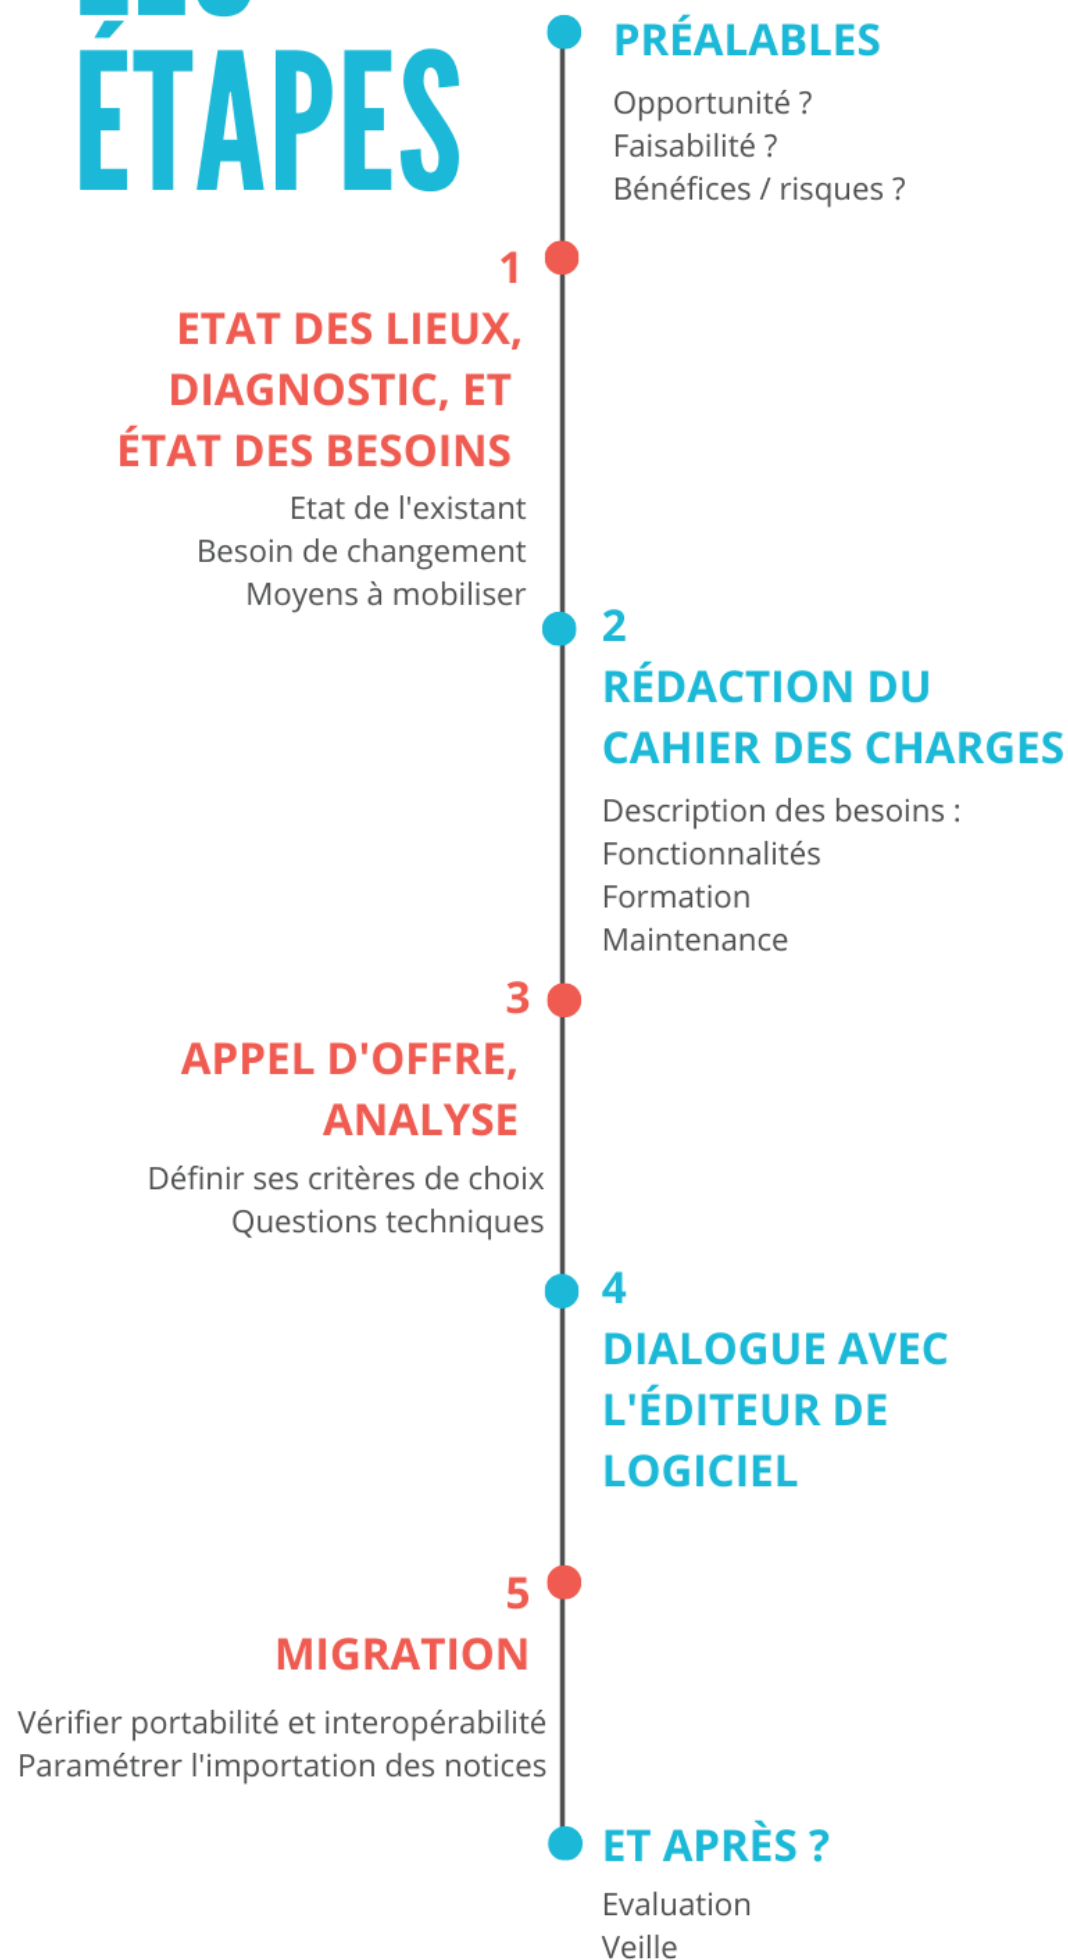 ÉTAPES
PRÉALABLES
Opportunité ?
Faisabilité ?
Bénéfices / risques ?
1
ETAT DES LIEUX,
DIAGNOSTIC, ET
ÉTAT DES BESOINS
Etat de l'existant
Besoin de changement
Moyens à mobiliser
2
RÉDACTION DU
CAHIER DES CHARGES
Description des besoins :
Fonctionnalités
Formation
Maintenance
3
APPEL D'OFFRE,
ANALYSE
Définir ses critères de choix
Questions techniques
4
DIALOGUE AVEC
L'ÉDITEUR DE
LOGICIEL
5
MIGRATION
Vérifier portabilité et interopérabilité
Paramétrer l'importation des notices
ET APRÈS ?
Evaluation
Veille